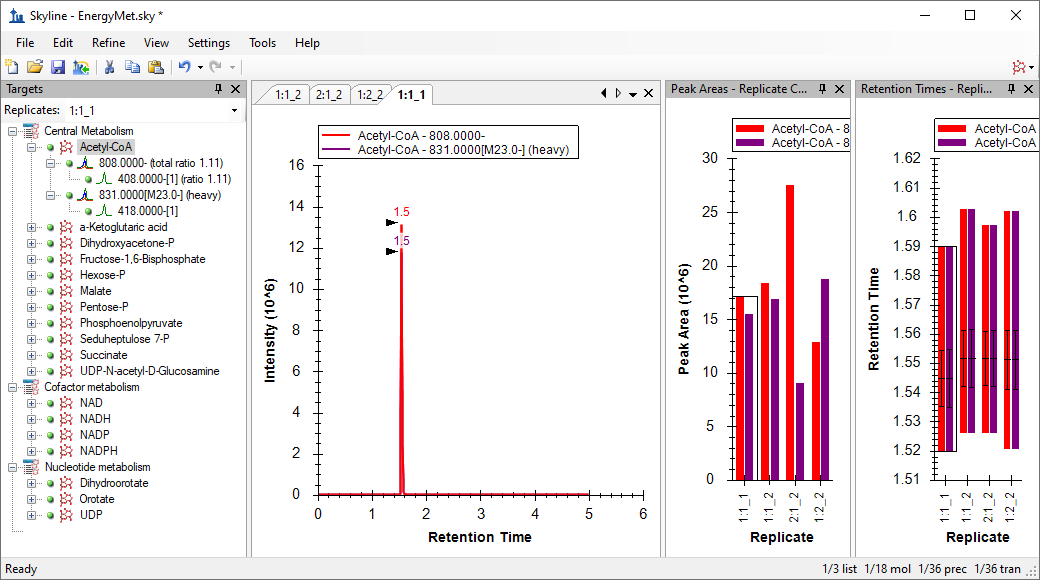 Skyline - EnergyMet.sky *
File Edit Refine View Settings Tools Help
Targets
Replicates: 1:1_1
Central Metabolism
Acetyl-CoA
808.0000- (total ratio 1.11)
408.0000-[1] (ratio 1.11)
831.0000[M23.0-] (heavy)
418.0000-[1]
a-Ketoglutaric acid
Dihydroxyacetone-P
Fructose-1,6-Bisphosphate
Hexose-P
Malate
Pentose-P
Phosphoenolpyruvate
Seduheptulose 7-P
Succinate
UDP-N-acetyl-D-Glucosamine
Cofactor metabolism
NAD
NADH
NADP
NADPH
Nucleotide metabolism
Dihydroorotate
Orotate
UDP
1:1_2 2:1_2 1:2_2 1:1_1
Acetyl-CoA - 808.0000-
Acetyl-CoA - 831.0000[M23.0-] (heavy)
16
14
12
10
8
6
4
2
0
Intensity (10^6)
1.5
1.5
0 1 2 3 4 5 6
Retention Time
Peak Areas - Replicate C...
Acetyl-CoA - 8
Acetyl-CoA - 8
30
25
20
15
10
5
0
Peak Area (10^6)
1:1_1
1:1_2
2:1_2
1:2_2
Replicate
Retention Times - Repli...
Acetyl-CoA
Acetyl-CoA
1.62
1.61
1.6
1.59
1.58
1.57
1.56
1.55
1.54
1.53
1.52
1.51
Retention Time
1:1_1
1:1_2
2:1_2
1:2_2
Replicate
Ready
1/3 list 1/18 mol 1/36 prec 1/36 tran